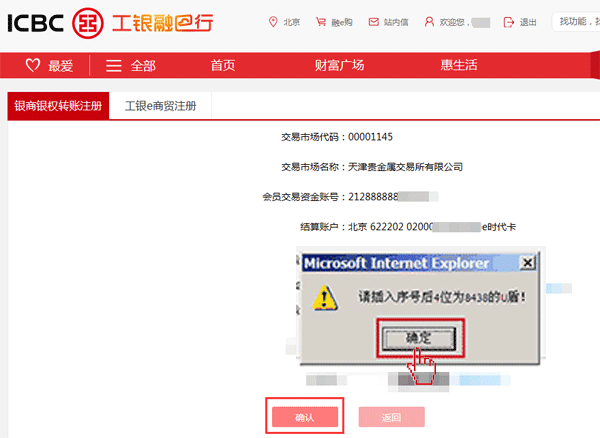 ICBC 工银融e行
北京 融e购 站内信 欢迎您, 退出 找功能，找
最爱 全部 首页 财富广场 惠生活
银商银权转账注册 工银e商贸注册
交易市场代码：00001145
交易市场名称：天津贵金属交易所有限公司
会员交易资金账号：212888888
结算账户：北京 622202 02000 e时代卡
Microsoft Internet Explorer
请插入序号后4位为8438的U盾!
确定
确认 返回